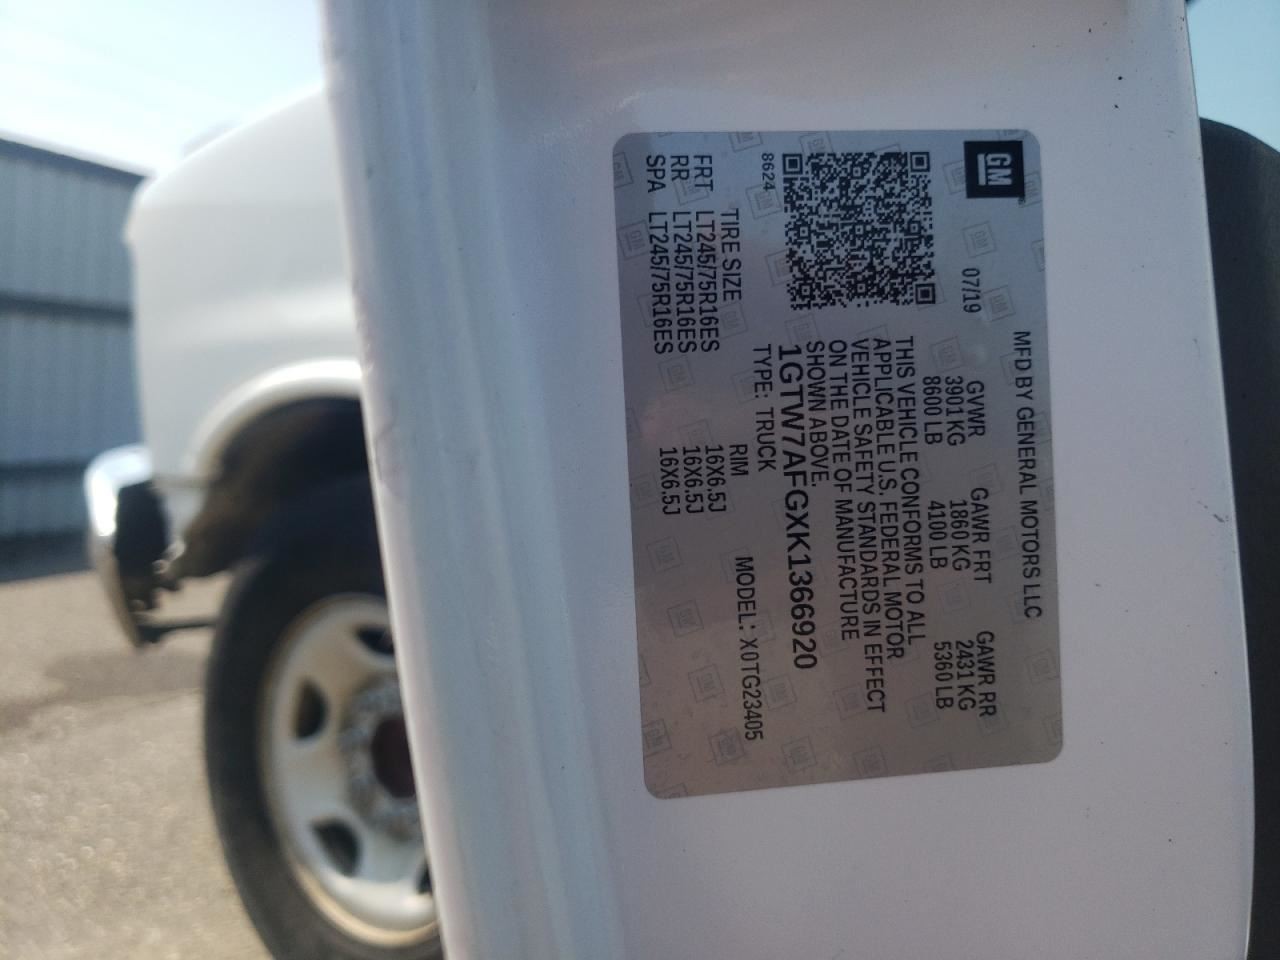 GM
MFD BY GENERAL MOTORS LLC
07/19
GVWR GAWR FRT GAWR RR
3901 KG 1860 KG 2431 KG
8600 LB 4100 LB 5360 LB
THIS VEHICLE CONFORMS TO ALL
APPLICABLE U.S. FEDERAL MOTOR
VEHICLE SAFETY STANDARDS IN EFFECT
ON THE DATE OF MANUFACTURE
SHOWN ABOVE.
1GTW7AFGXK1366920
8624
TYPE: TRUCK MODEL: X0TG23405
TIRE SIZE RIM
FRT LT245/75R16ES 16X6.5J
RR LT245/75R16ES 16X6.5J
SPA LT245/75R16ES 16X6.5J